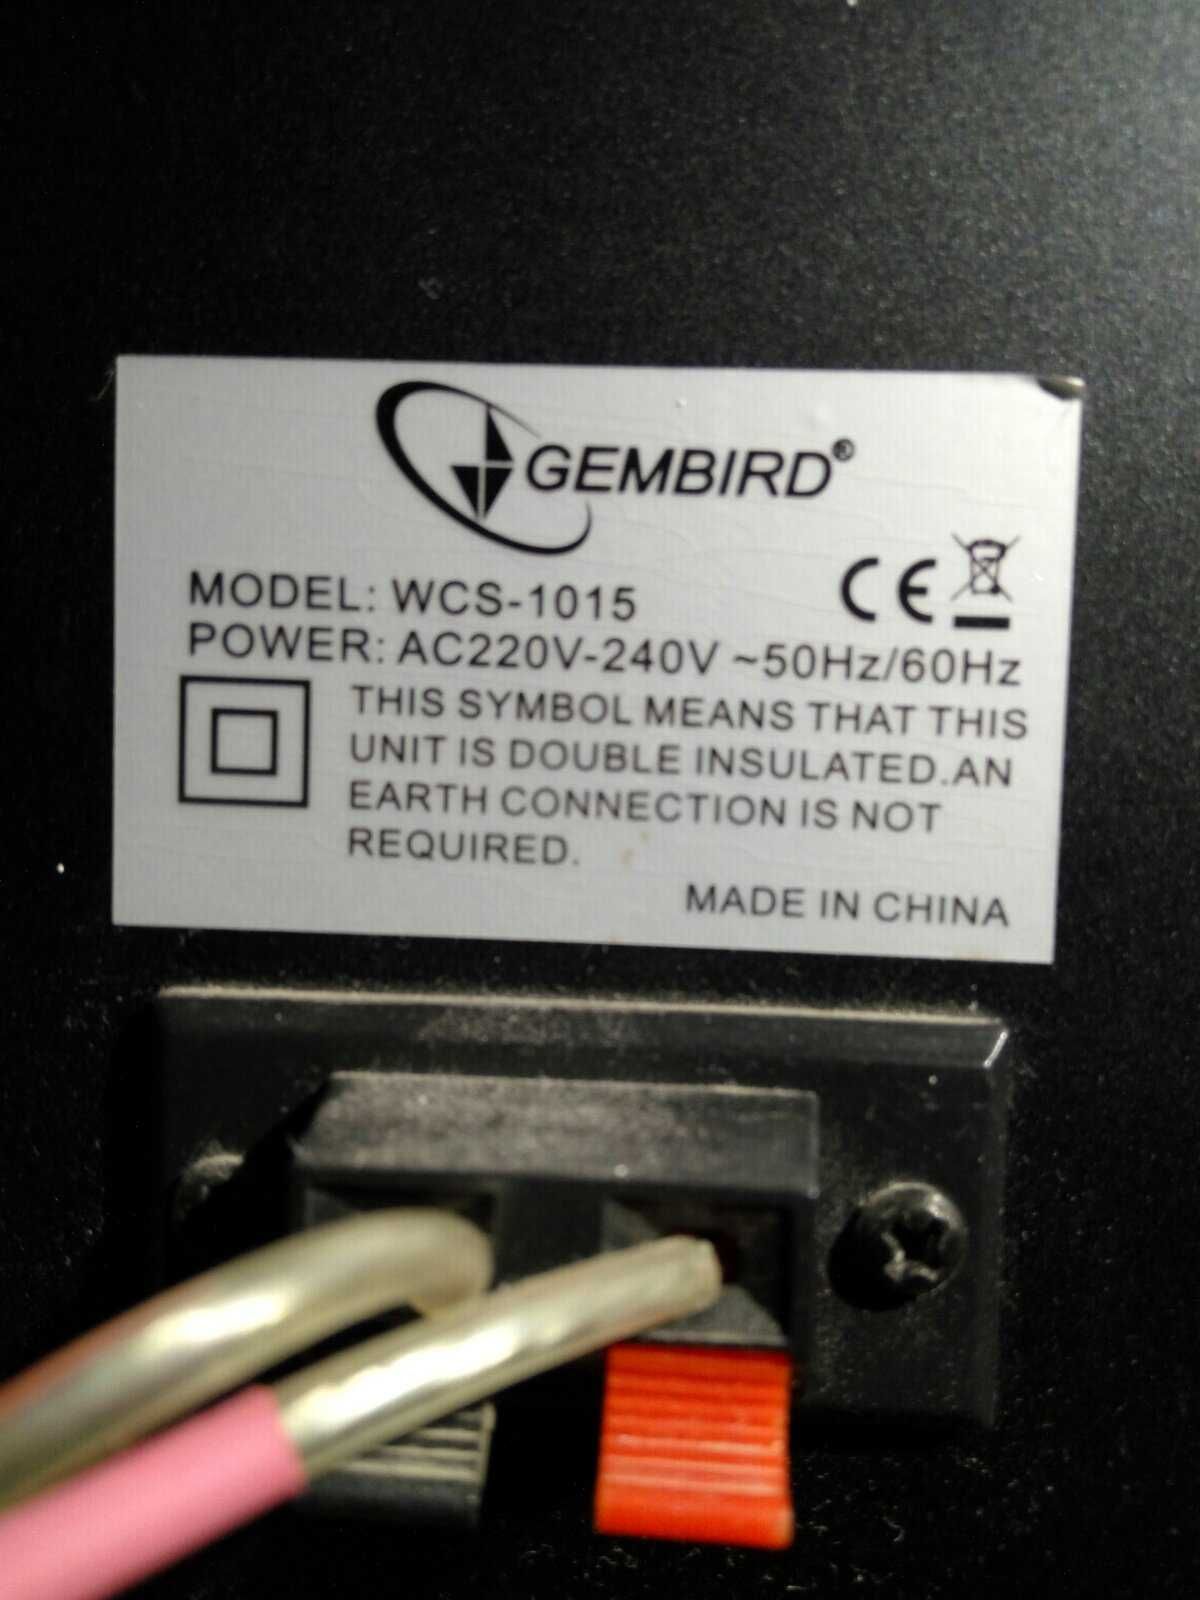 GEMBIRD®
MODEL: WCS-1015
CE
POWER: AC220V-240V ~50Hz/60Hz
THIS SYMBOL MEANS THAT THIS
UNIT IS DOUBLE INSULATED.AN
EARTH CONNECTION IS NOT
REQUIRED.
MADE IN CHINA